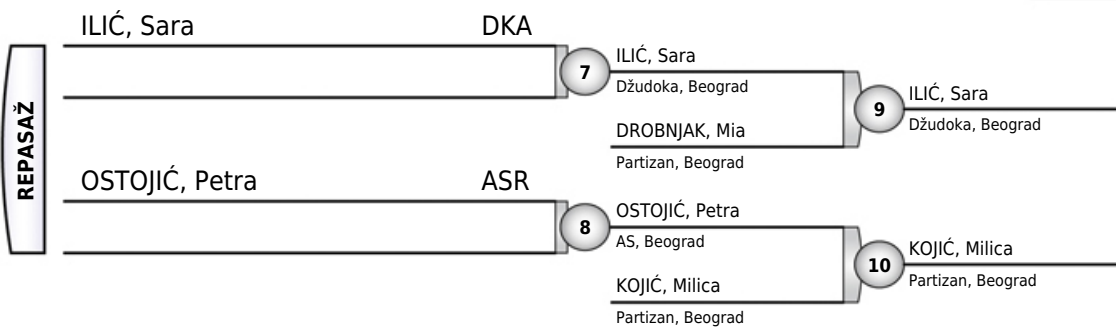 REPASAŽ
ILIĆ, Sara DKA
7
ILIĆ, Sara
Džudoka, Beograd
DROBNJAK, Mia
Partizan, Beograd
9
ILIĆ, Sara
Džudoka, Beograd
OSTOJIĆ, Petra ASR
8
OSTOJIĆ, Petra
AS, Beograd
KOJIĆ, Milica
Partizan, Beograd
10
KOJIĆ, Milica
Partizan, Beograd